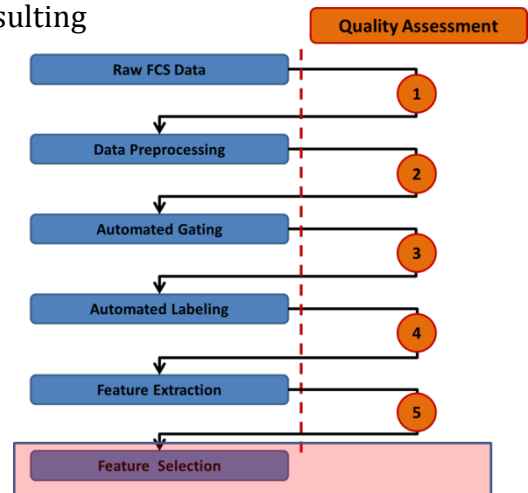 sulting
Quality Assessment
Raw FCS Data
1
Data Preprocessing
2
Automated Gating
3
Automated Labeling
4
Feature Extraction
5
Feature Selection